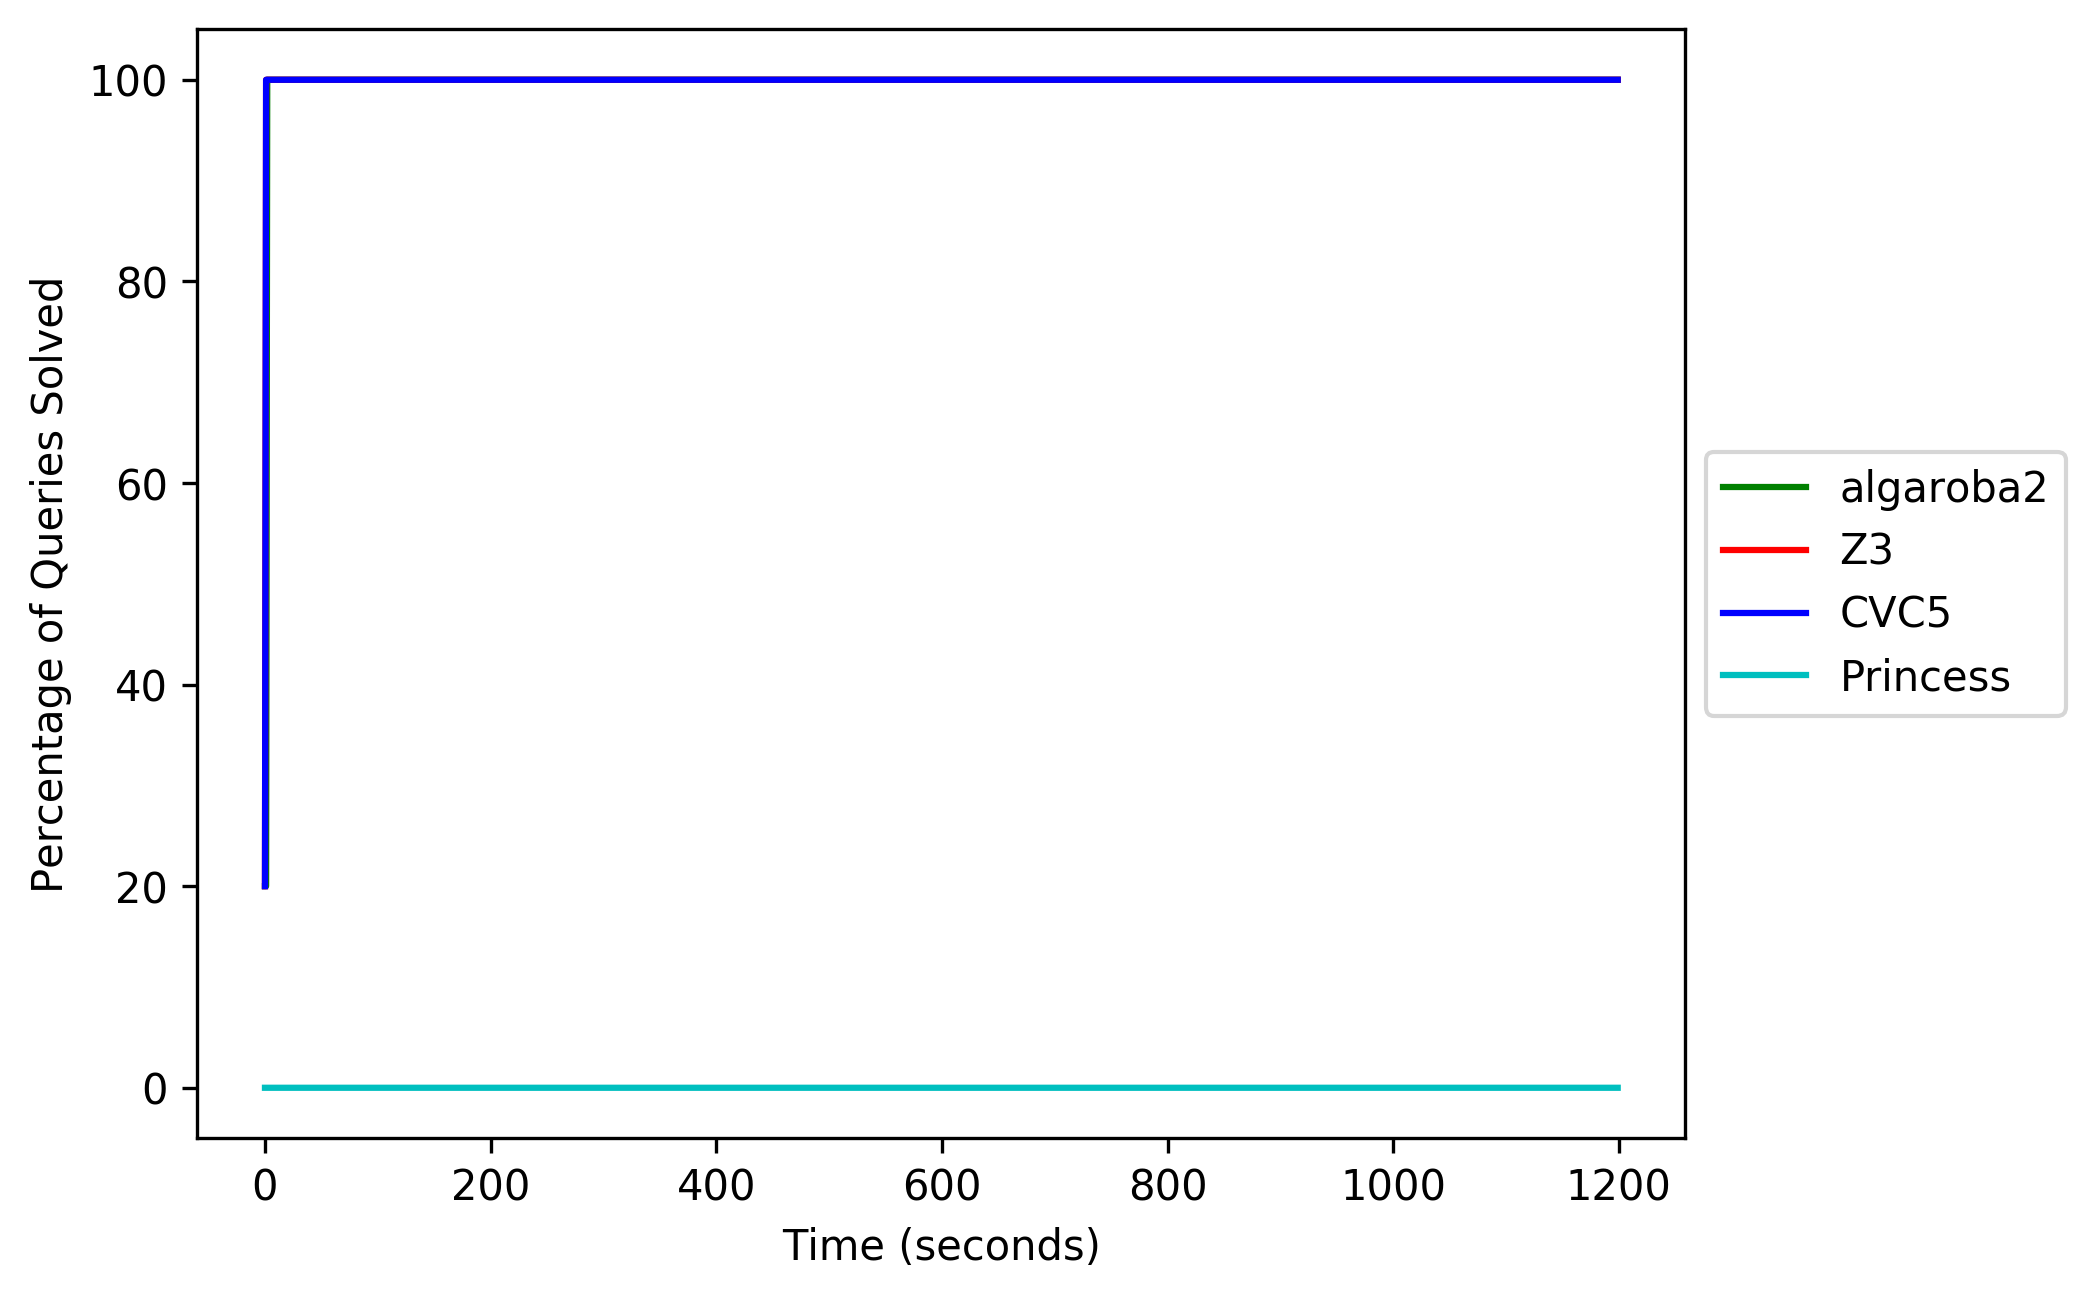 Percentage of Queries Solved
100
80
60
40
20
0
0 200 400 600 800 1000 1200
Time (seconds)
algaroba2
Z3
CVC5
Princess